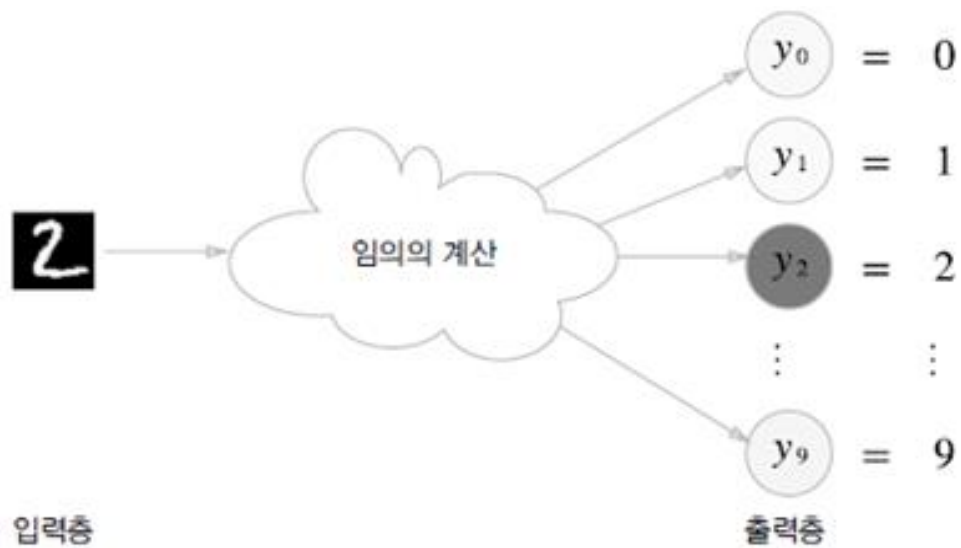 y0 = 0
y1 = 1
2
임의의 계산
y2 = 2
⋮ ⋮
y9 = 9
입력층 출력층